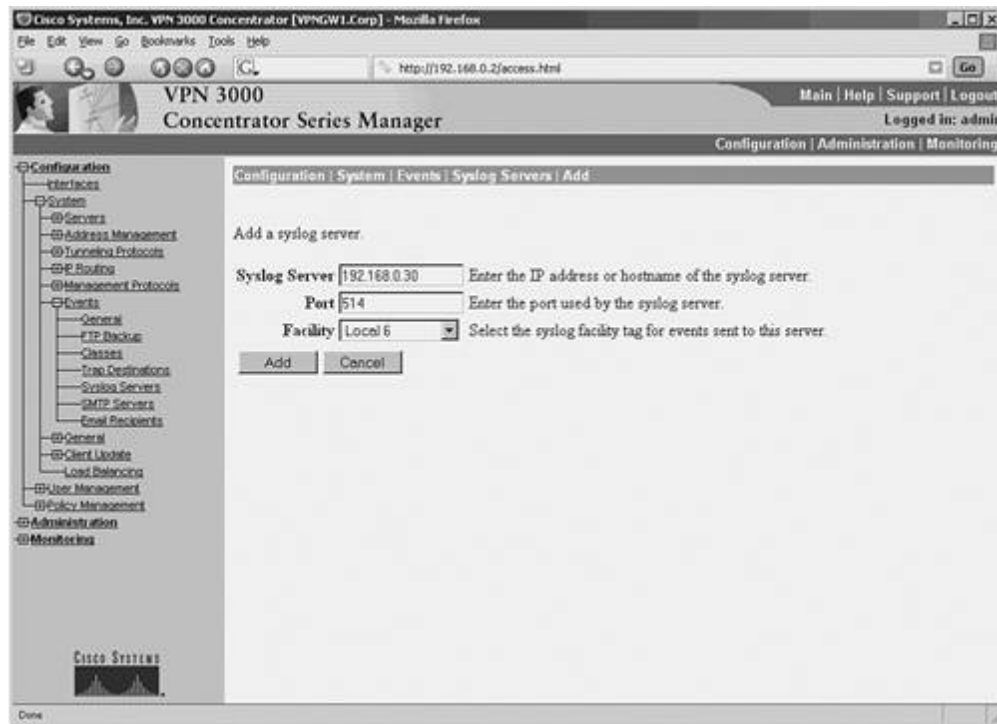 Cisco Systems, Inc. VPN 3000 Concentrator [VPNGW1.Corp] - Mozilla Firefox
File Edit View Go Bookmarks Tools Help
G http://192.168.0.2/access.html Go
VPN 3000
Concentrator Series Manager
Main | Help | Support | Logout
Logged in: admin
Configuration | Administration | Monitoring
Configuration
Interfaces
System
Servers
Address Management
Tunneling Protocols
IP Routing
Management Protocols
Events
General
FTP Backup
Classes
Trap Destinations
Syslog Servers
SMTP Servers
Email Recipients
General
Client Update
Load Balancing
User Management
Policy Management
Administration
Monitoring
Cisco Systems
Configuration | System | Events | Syslog Servers | Add
Add a syslog server.
Syslog Server 192.168.0.30 Enter the IP address or hostname of the syslog server.
Port 514 Enter the port used by the syslog server.
Facility Local 6 Select the syslog facility tag for events sent to this server.
Add Cancel
Done